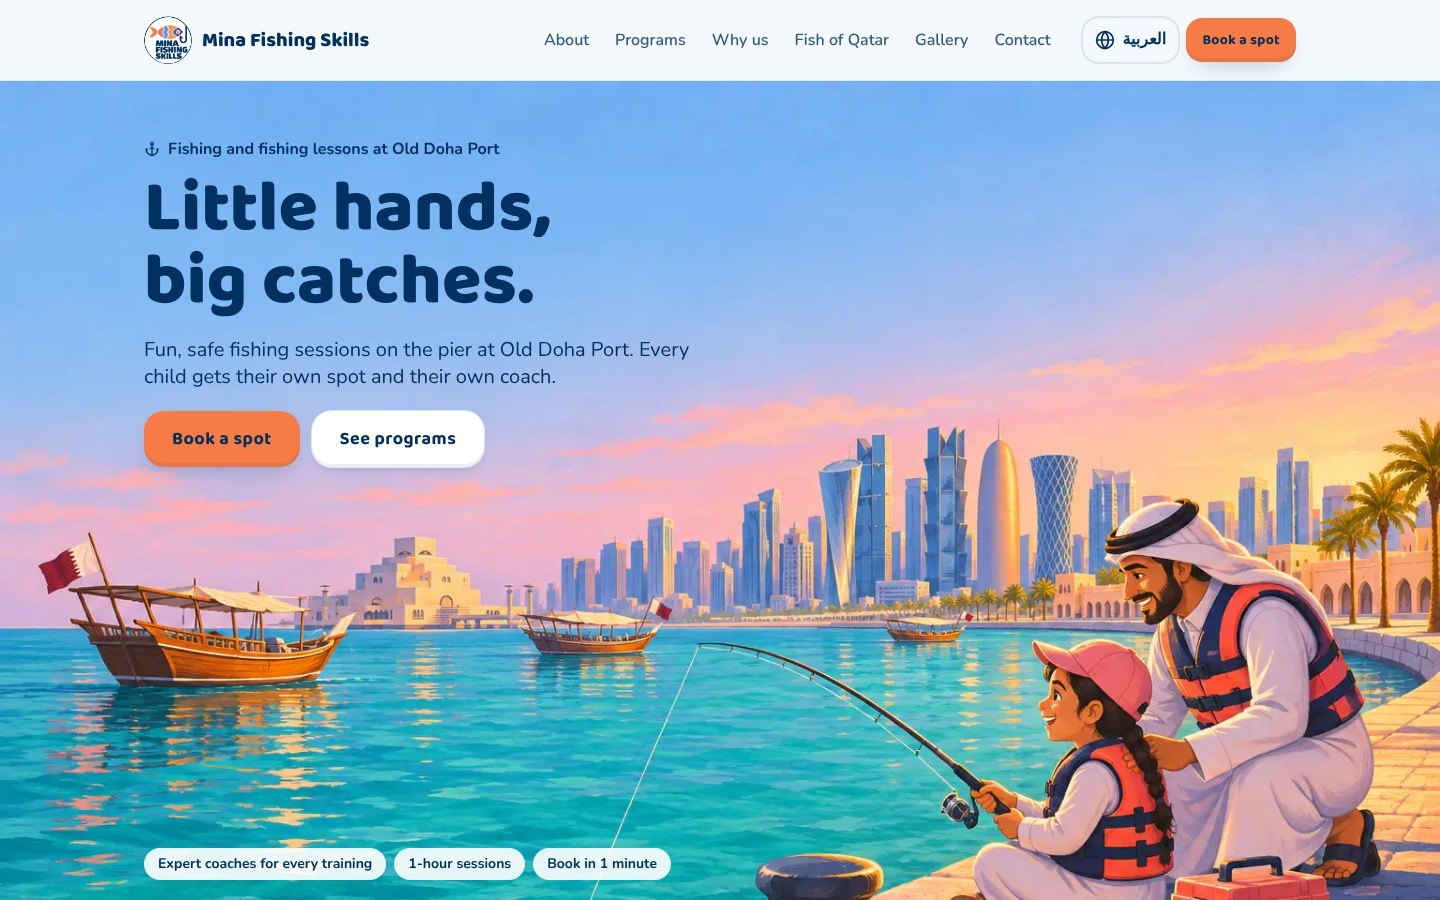 MINA
FISHING
SKILLS
Mina Fishing Skills
About
Programs
Why us
Fish of Qatar
Gallery
Contact
العربية
Book a spot
Fishing and fishing lessons at Old Doha Port
Little hands,
big catches.
Fun, safe fishing sessions on the pier at Old Doha Port. Every
child gets their own spot and their own coach.
Book a spot
See programs
Expert coaches for every training
1-hour sessions
Book in 1 minute